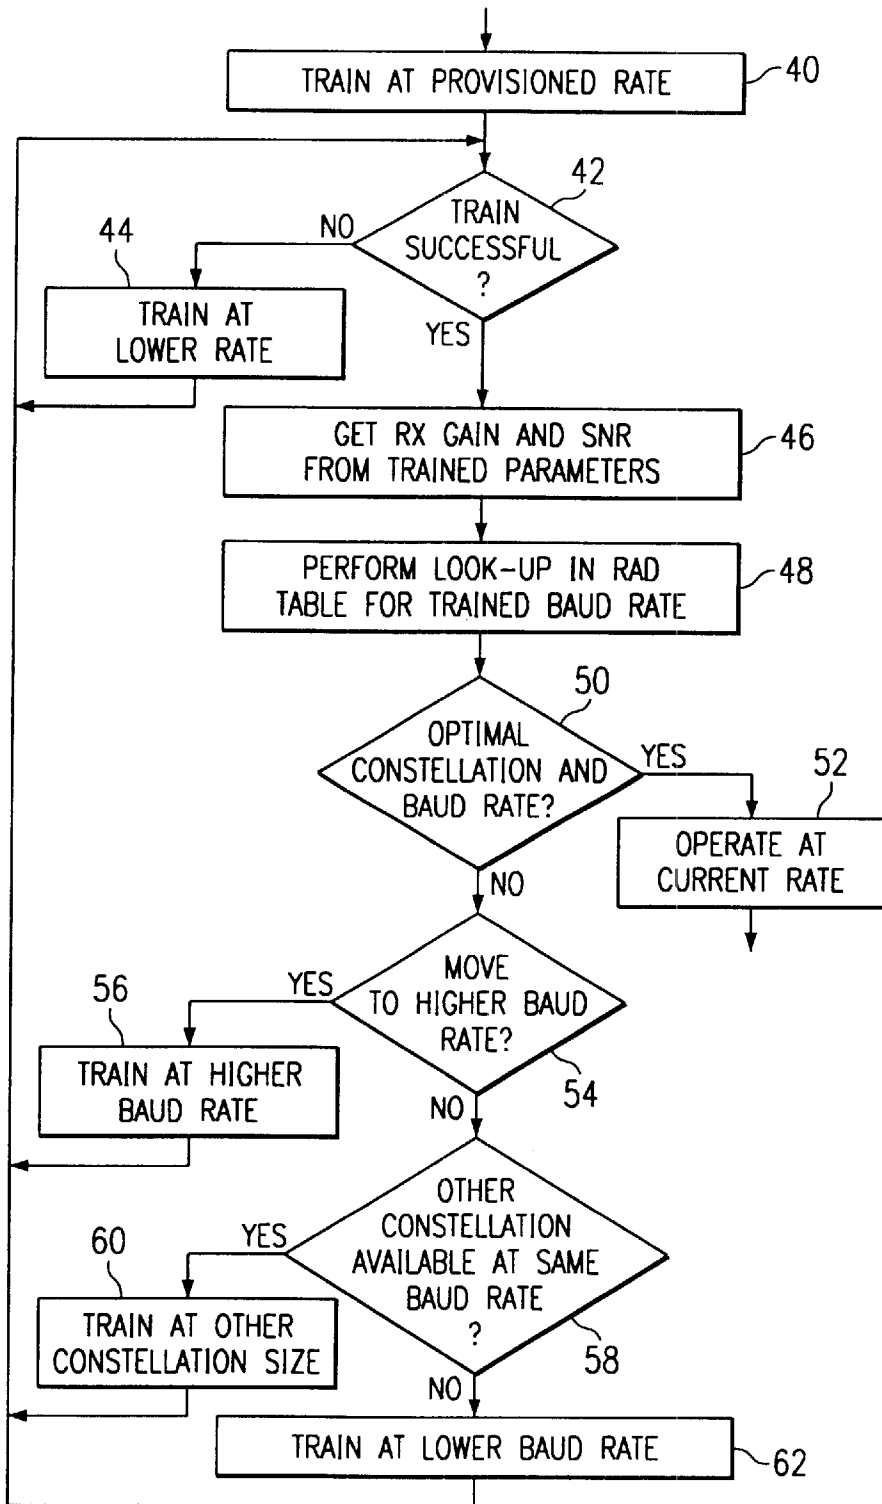 TRAIN AT PROVISIONED RATE
40
42
TRAIN
SUCCESSFUL
?
NO
44
TRAIN AT
LOWER RATE
YES
GET RX GAIN AND SNR
FROM TRAINED PARAMETERS
46
PERFORM LOOK-UP IN RAD
TABLE FOR TRAINED BAUD RATE
48
50
OPTIMAL
CONSTELLATION AND
BAUD RATE?
YES
52
OPERATE AT
CURRENT RATE
NO
MOVE
TO HIGHER BAUD
RATE?
YES
56
TRAIN AT HIGHER
BAUD RATE
54
NO
OTHER
CONSTELLATION
AVAILABLE AT SAME
BAUD RATE
?
YES
60
TRAIN AT OTHER
CONSTELLATION SIZE
58
NO
TRAIN AT LOWER BAUD RATE
62